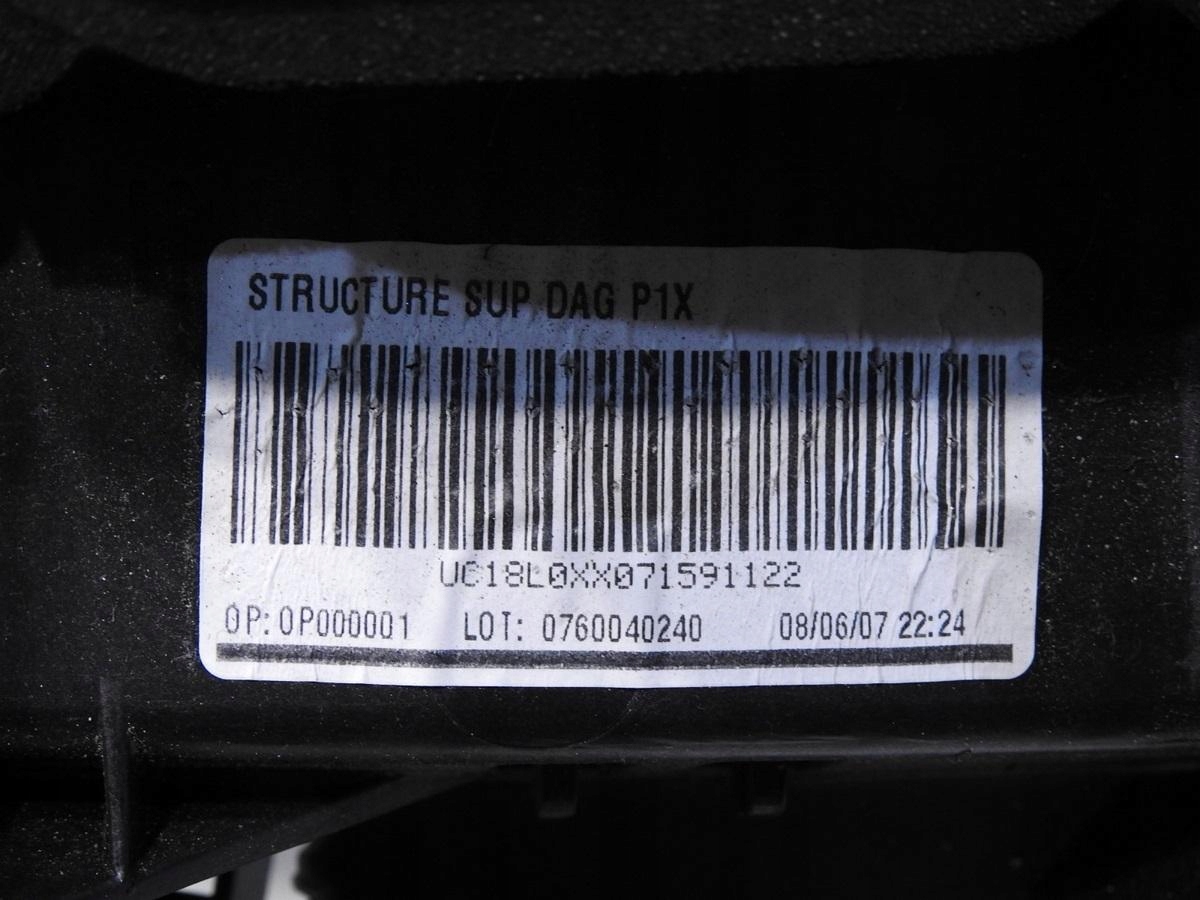 STRUCTURE SUP DAG P1X
UC18L0XX071591122
OP: OP000001 LOT: 0760040240 08/06/07 22:24